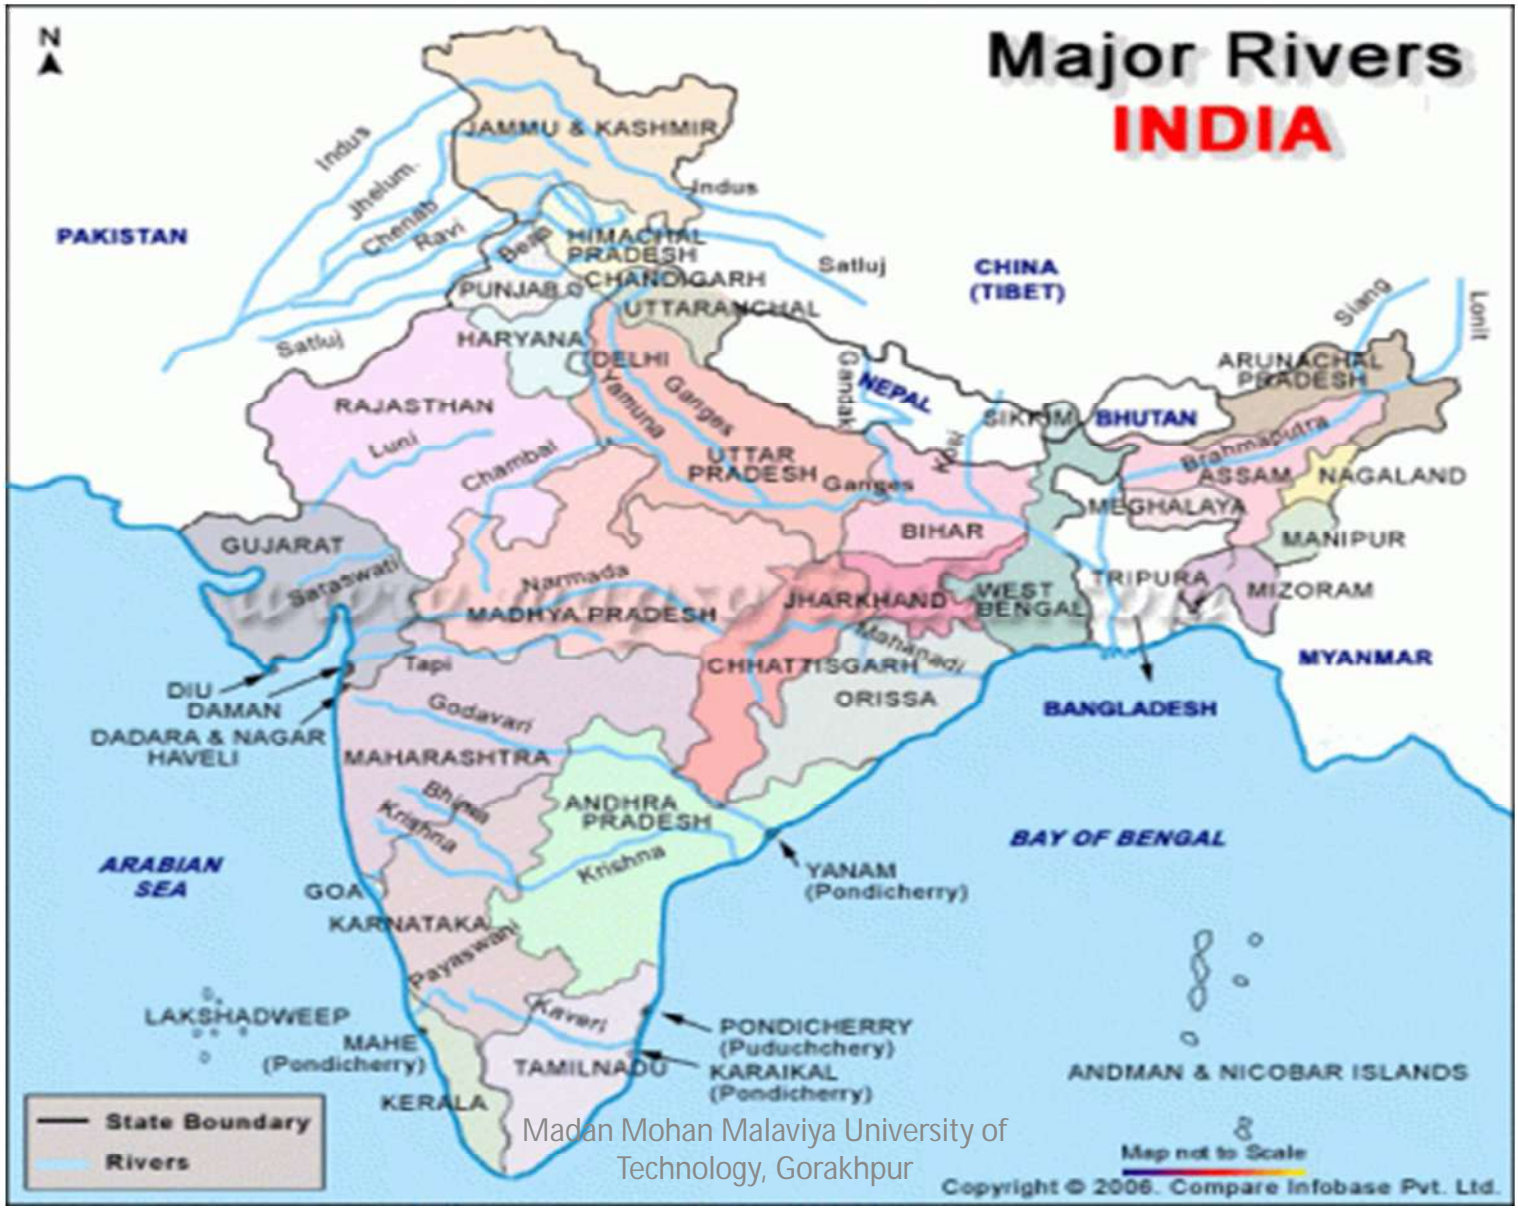 N
Major Rivers
INDIA
JAMMU & KASHMIR
Indus
Jhelum.
Chenab
Ravi
Beas
Indus
PAKISTAN
HIMACHAL
PRADESH
Satluj
CHINA
(TIBET)
CHANDIGARH
PUNJAB
UTTARANCHAL
Siang
Lonit
Satluj
HARYANA
DELHI
Gandak
NEPAL
ARUNACHAL
PRADESH
RAJASTHAN
Yamuna
Ganges
SIKKIM
BHUTAN
Luni
Chambal
UTTAR
PRADESH
Ganges
Brahmaputra
ASSAM
NAGALAND
MEGHALAYA
BIHAR
MANIPUR
GUJARAT
Saraswati
Narmada
MADHYA PRADESH
JHARKHAND
WEST
BENGAL
TRIPURA
MIZORAM
Mahanadi
CHHATTISGARH
MYANMAR
Tapi
DIU
DAMAN
ORISSA
BANGLADESH
Godavari
DADARA & NAGAR
HAVELI
MAHARASHTRA
Bhima
Krishna
ANDHRA
PRADESH
Krishna
BAY OF BENGAL
ARABIAN
SEA
YANAM
(Pondicherry)
GOA
KARNATAKA
Payaswani
LAKSHADWEEP
Kaveri
MAHE
(Pondicherry)
PONDICHERRY
(Puduchchery)
TAMILNADU
KARAIKAL
(Pondicherry)
ANDMAN & NICOBAR ISLANDS
KERALA
State Boundary
Rivers
Madan Mohan Malaviya University of
Technology, Gorakhpur
Map not to Scale
Copyright © 2006. Compare Infobase Pvt. Ltd.